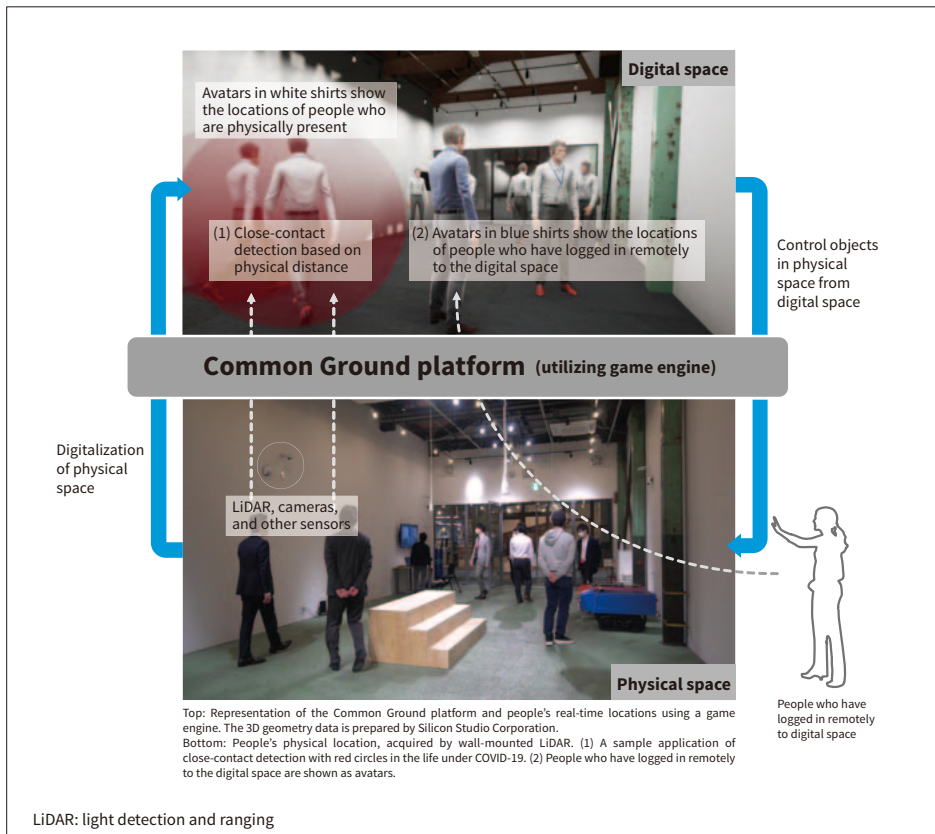 Digital space
Avatars in white shirts show
the locations of people who
are physically present
(1) Close-contact
detection based on
physical distance
(2) Avatars in blue shirts show the locations
of people who have logged in remotely
to the digital space
Control objects
in physical
space from
digital space
Common Ground platform (utilizing game engine)
Digitalization
of physical
space
LiDAR, cameras,
and other sensors
Physical space
People who have
logged in remotely
to digital space
Top: Representation of the Common Ground platform and people's real-time locations using a game
engine. The 3D geometry data is prepared by Silicon Studio Corporation.
Bottom: People's physical location, acquired by wall-mounted LiDAR. (1) A sample application of
close-contact detection with red circles in the life under COVID-19. (2) People who have logged in remotely
to the digital space are shown as avatars.
LiDAR: light detection and ranging